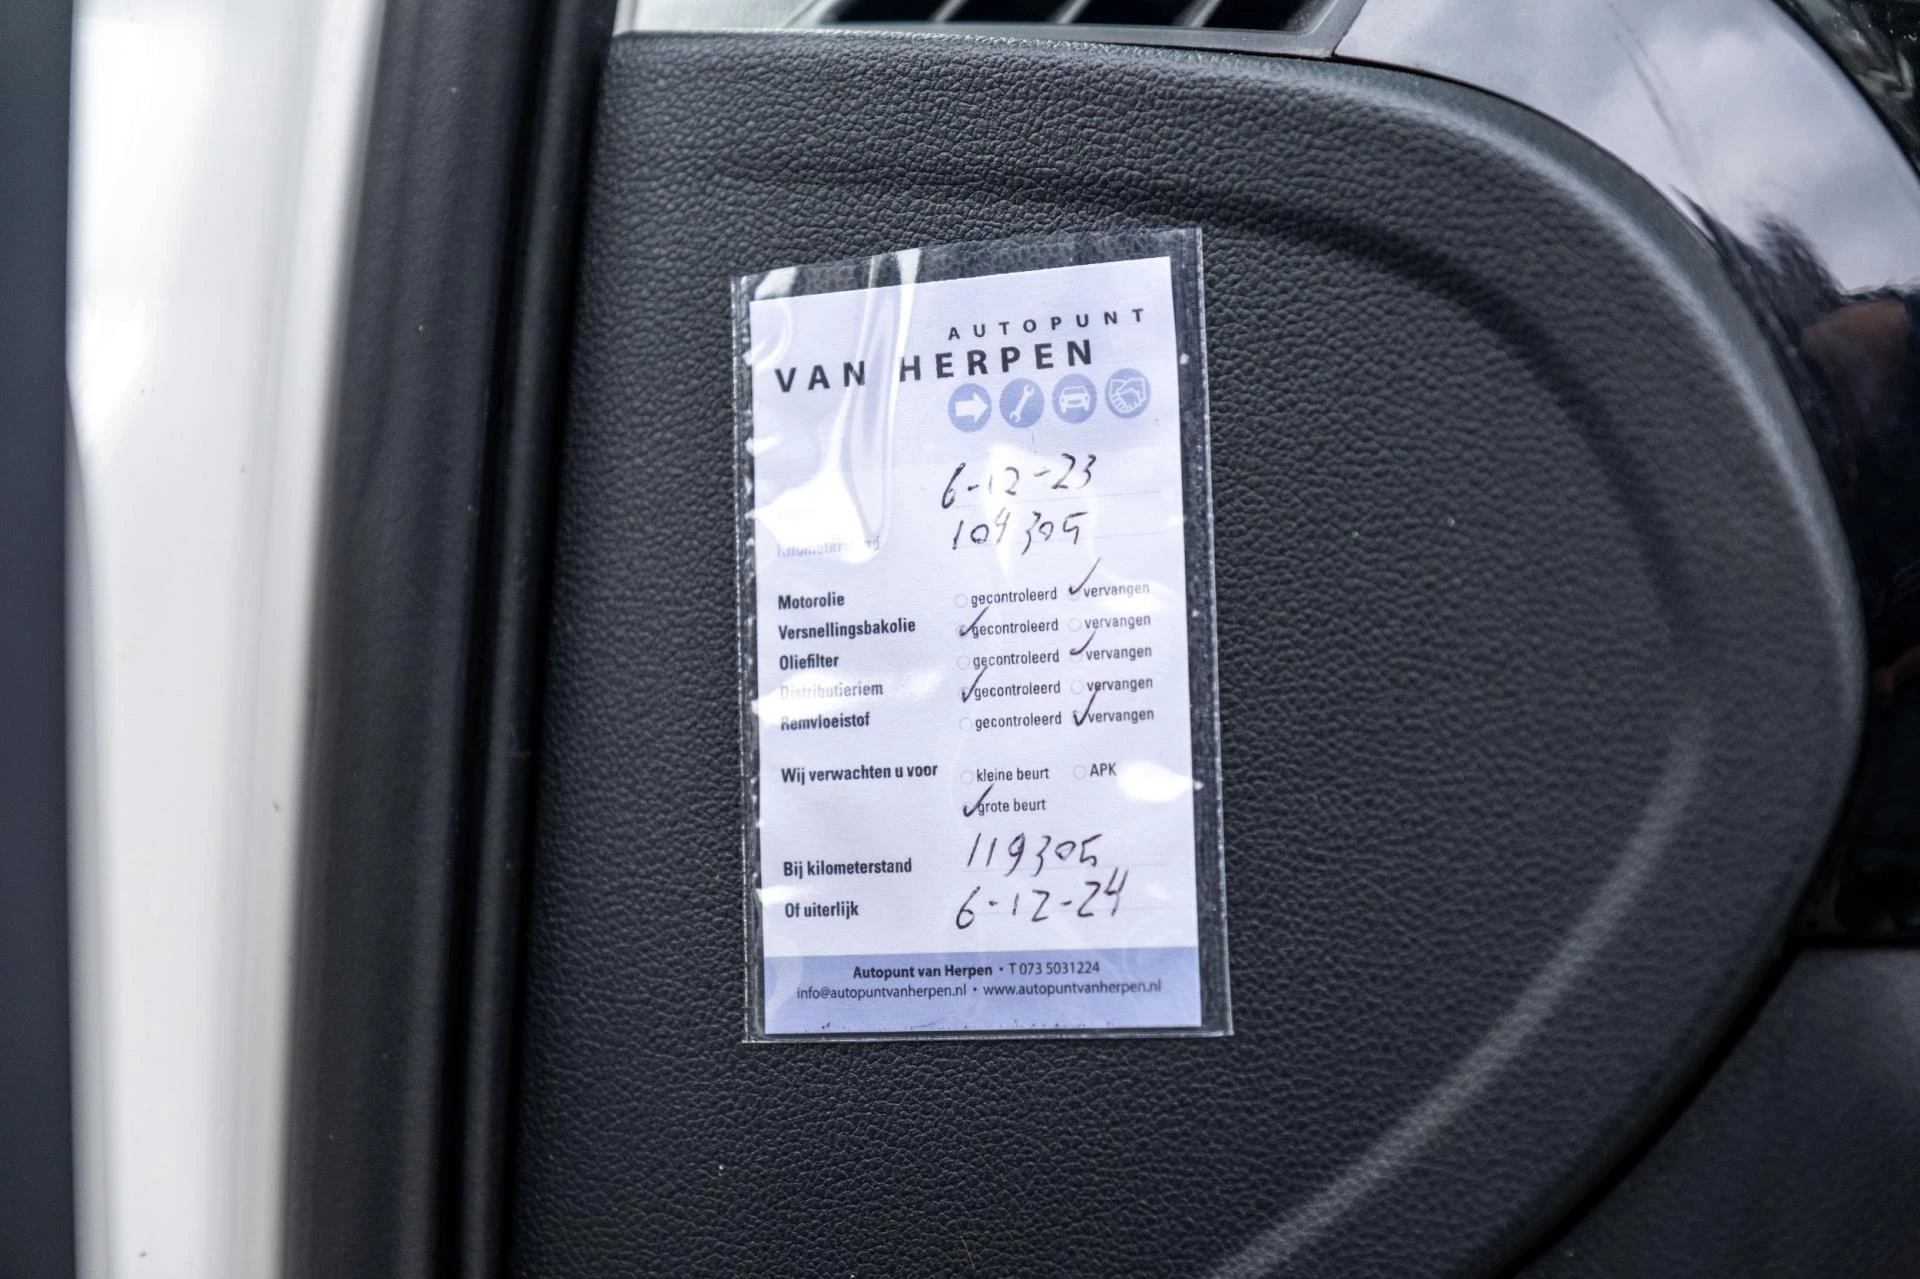 AUTOPUNT
VAN HERPEN
6-12-23
Kilometerstand 104305
Motorolie gecontroleerd vervangen
Versnellingsbakolie gecontroleerd vervangen
Oliefilter gecontroleerd vervangen
Distributieriem gecontroleerd vervangen
Remvloeistof gecontroleerd vervangen
Wij verwachten u voor kleine beurt APK
grote beurt
Bij kilometerstand 119305
Of uiterlijk 6-12-24
Autopunt van Herpen • T 073 5031224
info@autopuntvanherpen.nl • www.autopuntvanherpen.nl